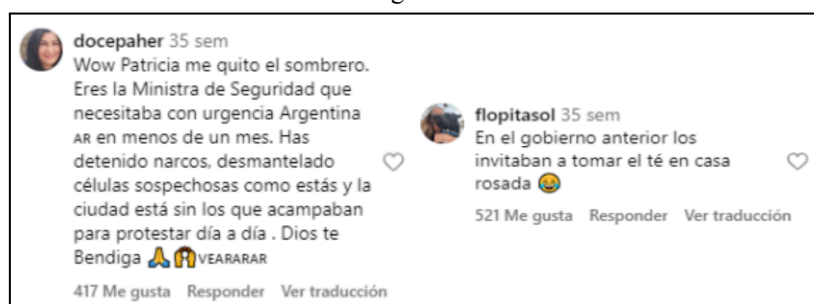 docepaher 35 sem
Wow Patricia me quito el sombrero.
Eres la Ministra de Seguridad que
necesitaba con urgencia Argentina
AR en menos de un mes. Has
detenido narcos, desmantelado
células sospechosas como estás y la
ciudad está sin los que acampaban
para protestar día a día . Dios te
Bendiga 🙏 🙌 VEARARAR
417 Me gusta Responder Ver traducción
flopitasol 35 sem
En el gobierno anterior los
invitaban a tomar el té en casa
rosada 😂
521 Me gusta Responder Ver traducción